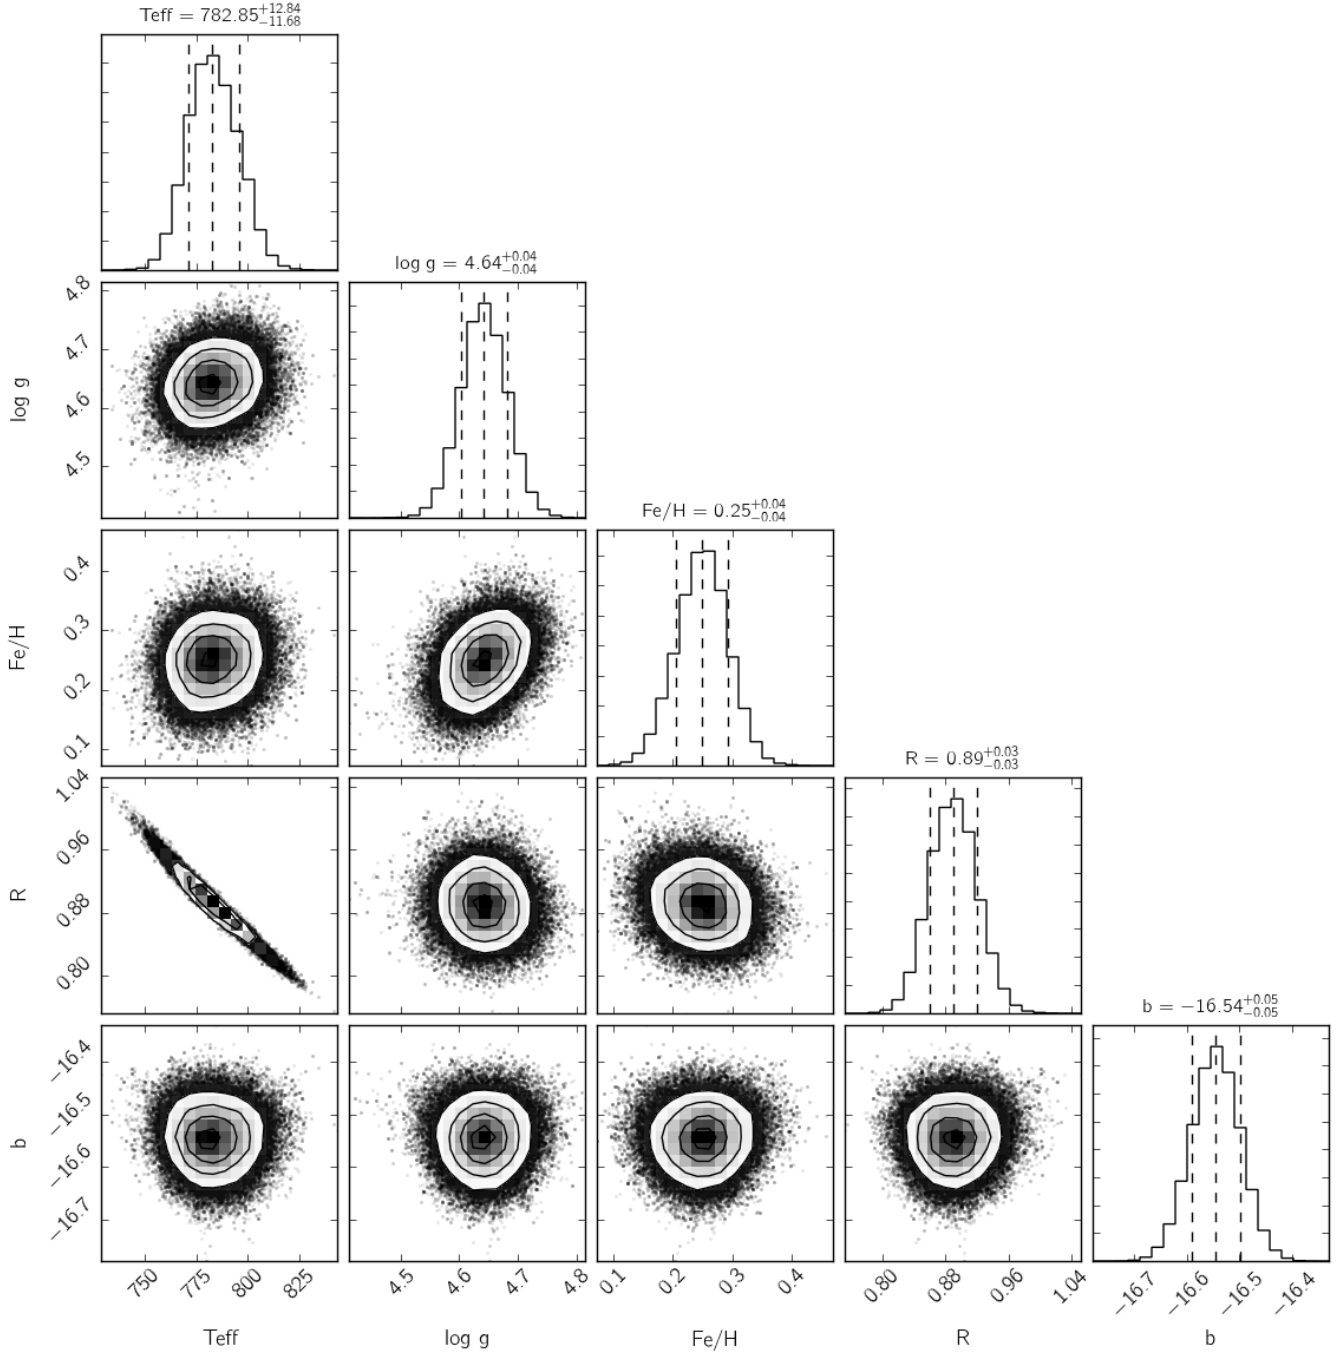 Teff = 782.85+12.84−11.68
log g = 4.64+0.04−0.04
4.8
4.7
4.6
4.5
log g
Fe/H = 0.25+0.04−0.04
0.4
0.3
0.2
0.1
Fe/H
R = 0.89+0.03−0.03
1.04
0.96
0.88
0.80
R
b = −16.54+0.05−0.05
−16.4
−16.5
−16.6
−16.7
b
750 775 800 825 4.5 4.6 4.7 4.8 0.1 0.2 0.3 0.4 0.80 0.88 0.96 1.04 −16.7 −16.6 −16.5 −16.4
Teff log g Fe/H R b